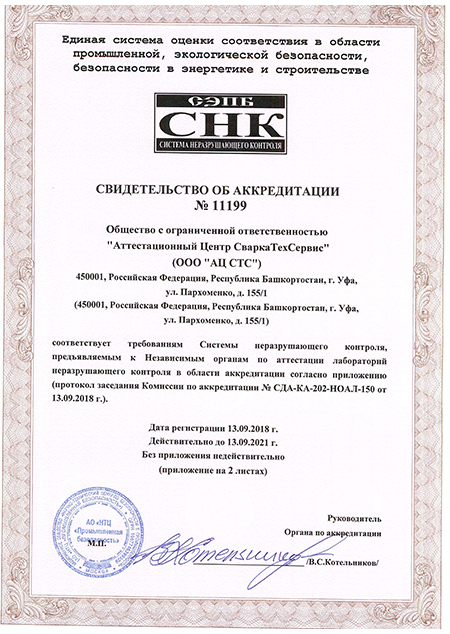 Единая система оценки соответствия в области
промышленной, экологической безопасности,
безопасности в энергетике и строительстве
СЭПБ
СНК
СИСТЕМА НЕРАЗРУШАЮЩЕГО КОНТРОЛЯ
СВИДЕТЕЛЬСТВО ОБ АККРЕДИТАЦИИ
№ 11199
Общество с ограниченной ответственностью
"Аттестационный Центр СваркаТехСервис"
(ООО "АЦ СТС")
450001, Российская Федерация, Республика Башкортостан, г. Уфа,
ул. Пархоменко, д. 155/1
(450001, Российская Федерация, Республика Башкортостан, г. Уфа,
ул. Пархоменко, д. 155/1)
соответствует требованиям Системы неразрушающего контроля,
предъявляемым к Независимым органам по аттестации лабораторий
неразрушающего контроля в области аккредитации согласно приложению
(протокол заседания Комиссии по аккредитации № СДА-КА-202-НОАЛ-150 от
13.09.2018 г.).
Дата регистрации 13.09.2018 г.
Действительно до 13.09.2021 г.
Без приложения недействительно
(приложение на 2 листах)
Руководитель
Органа по аккредитации
АО «НТЦ
«Промышленная
безопасность»
М.П.
МОСКВА
/В.С.Котельников/